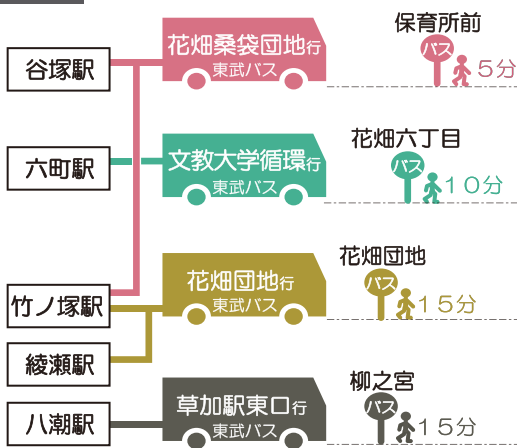 谷塚駅
花畑桑袋団地行
東武バス
保育所前
バス
5分
六町駅
文教大学循環行
東武バス
花畑六丁目
バス
10分
竹ノ塚駅
花畑団地行
東武バス
花畑団地
バス
15分
綾瀬駅
八潮駅
草加駅東口行
東武バス
柳之宮
バス
15分